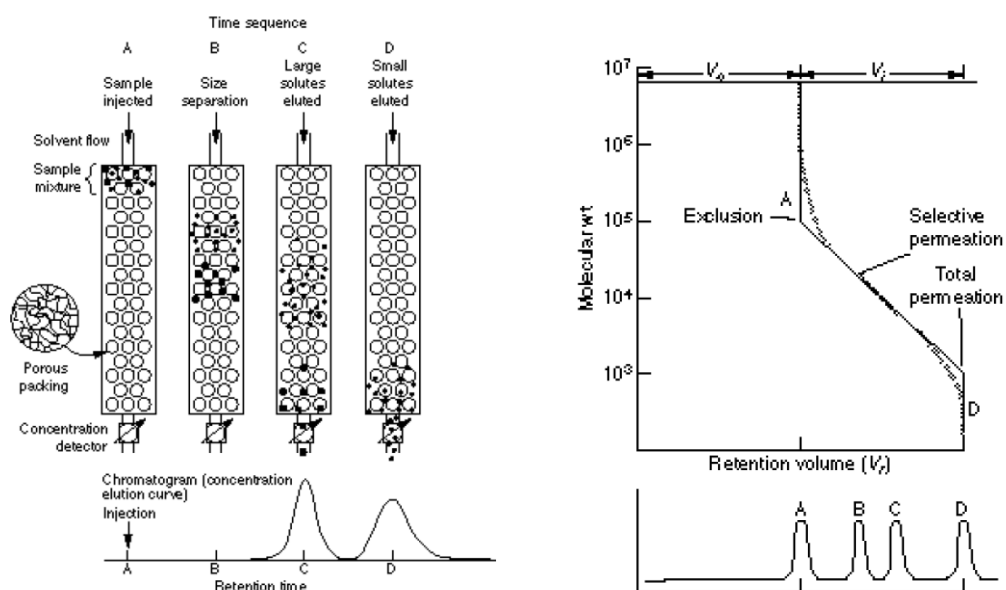 Time sequence
A
B
C
D
Sample
injected
Size
separation
Large
solutes
eluted
Small
solutes
eluted
Solvent flow
Sample
mixture
Porous
packing
Concentration
detector
Chromatogram (concentration
elution curve)
Injection
A
B
C
D
Retention time
10⁷
10⁶
10⁵
10⁴
10³
Molecular wt
Vₒ
Vᵢ
A
Exclusion
Selective
permeation
Total
permeation
D
Retention volume (Vᵣ)
A
B
C
D